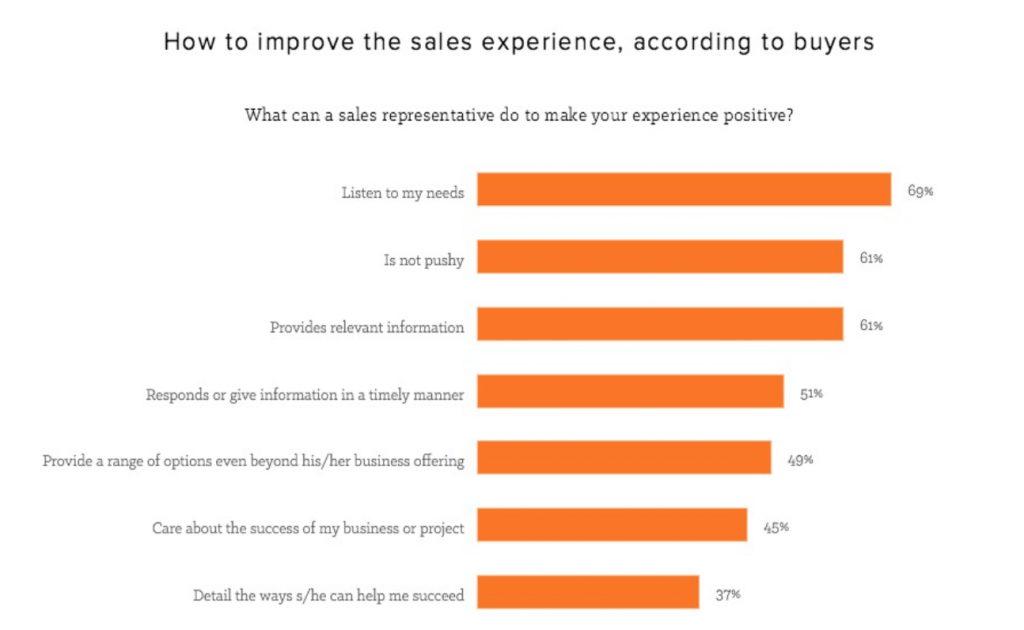 How to improve the sales experience, according to buyers
What can a sales representative do to make your experience positive?
Listen to my needs 69%
Is not pushy 61%
Provides relevant information 61%
Responds or give information in a timely manner 51%
Provide a range of options even beyond his/her business offering 49%
Care about the success of my business or project 45%
Detail the ways s/he can help me succeed 37%